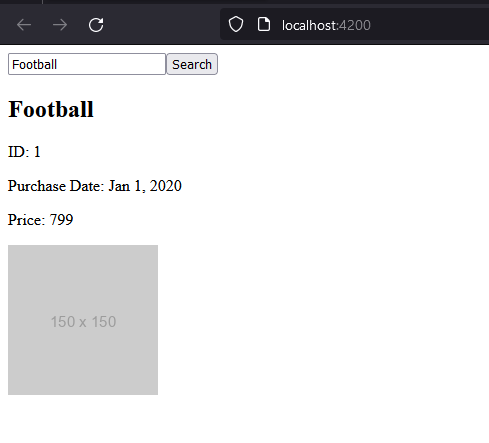 localhost:4200
Football Search
Football
ID: 1
Purchase Date: Jan 1, 2020
Price: 799
150 x 150